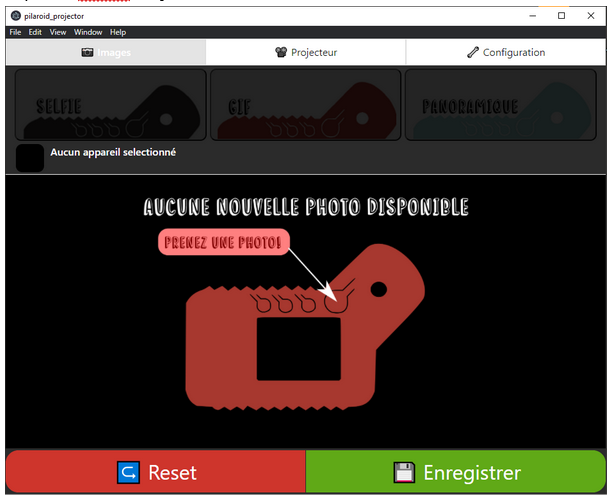 pilaroid_projector
File Edit View Window Help
Images Projecteur Configuration
SELFIE GIF PANORAMIQUE
Aucun appareil selectionné
AUCUNE NOUVELLE PHOTO DISPONIBLE
PRENEZ UNE PHOTO!
Reset Enregistrer